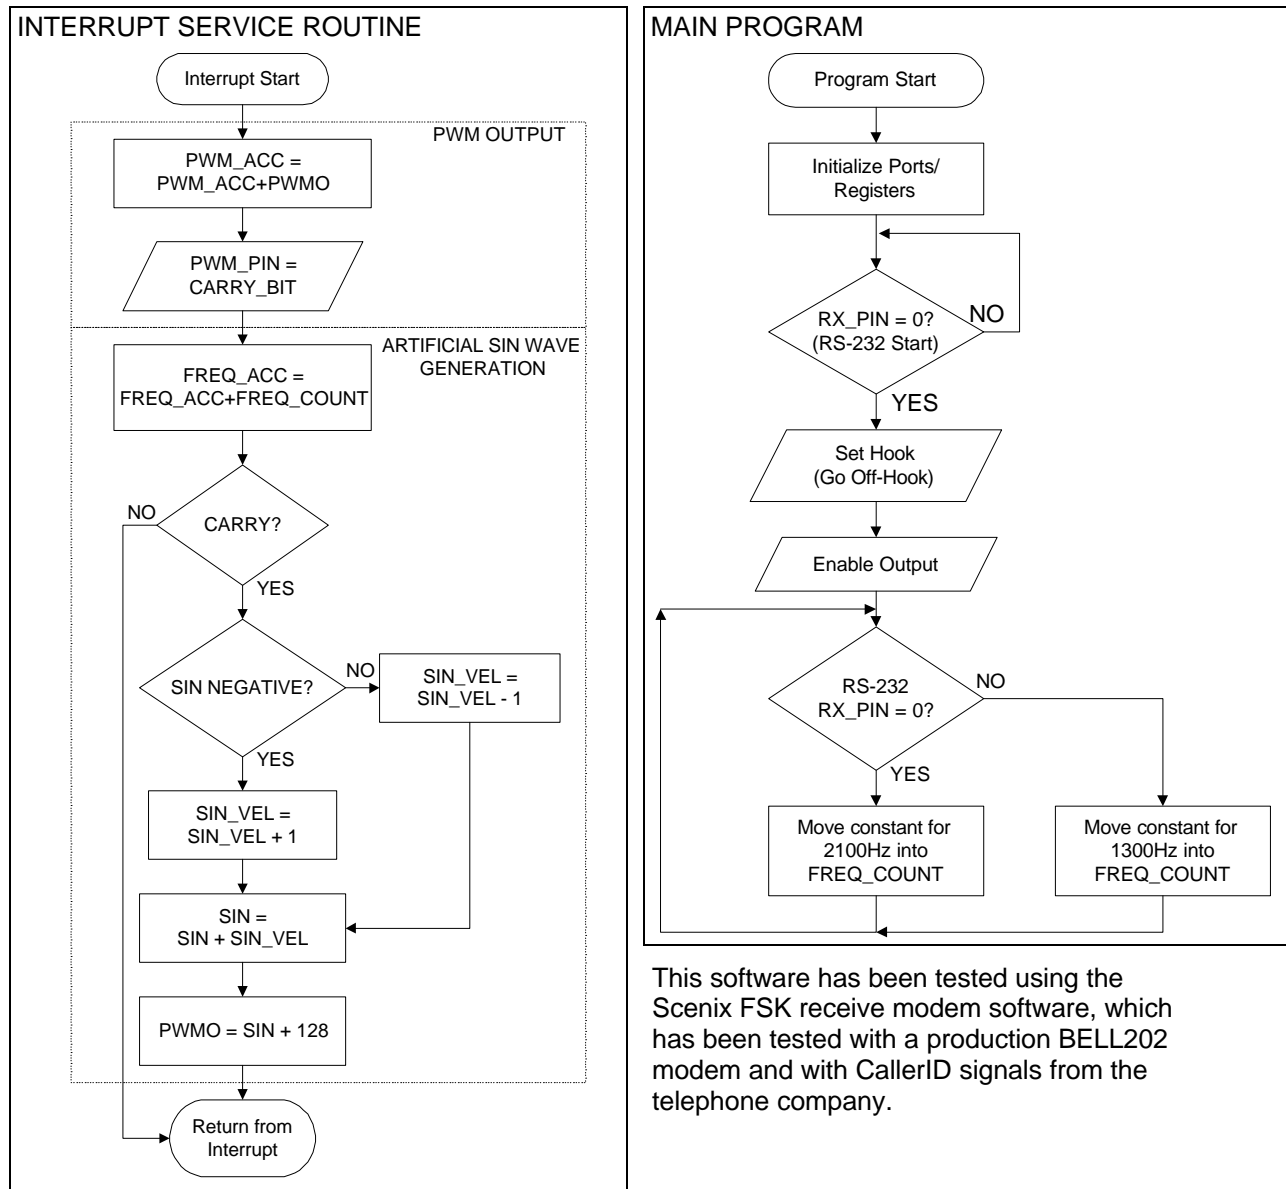 INTERRUPT SERVICE ROUTINE
Interrupt Start
PWM OUTPUT
PWM_ACC =
PWM_ACC+PWMO
PWM_PIN =
CARRY_BIT
ARTIFICIAL SIN WAVE
GENERATION
FREQ_ACC =
FREQ_ACC+FREQ_COUNT
CARRY?
NO
YES
SIN NEGATIVE?
NO
SIN_VEL =
SIN_VEL - 1
YES
SIN_VEL =
SIN_VEL + 1
SIN =
SIN + SIN_VEL
PWMO = SIN + 128
Return from
Interrupt
MAIN PROGRAM
Program Start
Initialize Ports/
Registers
RX_PIN = 0?
(RS-232 Start)
NO
YES
Set Hook
(Go Off-Hook)
Enable Output
RS-232
RX_PIN = 0?
NO
YES
Move constant for
2100Hz into
FREQ_COUNT
Move constant for
1300Hz into
FREQ_COUNT
This software has been tested using the
Scenix FSK receive modem software, which
has been tested with a production BELL202
modem and with CallerID signals from the
telephone company.